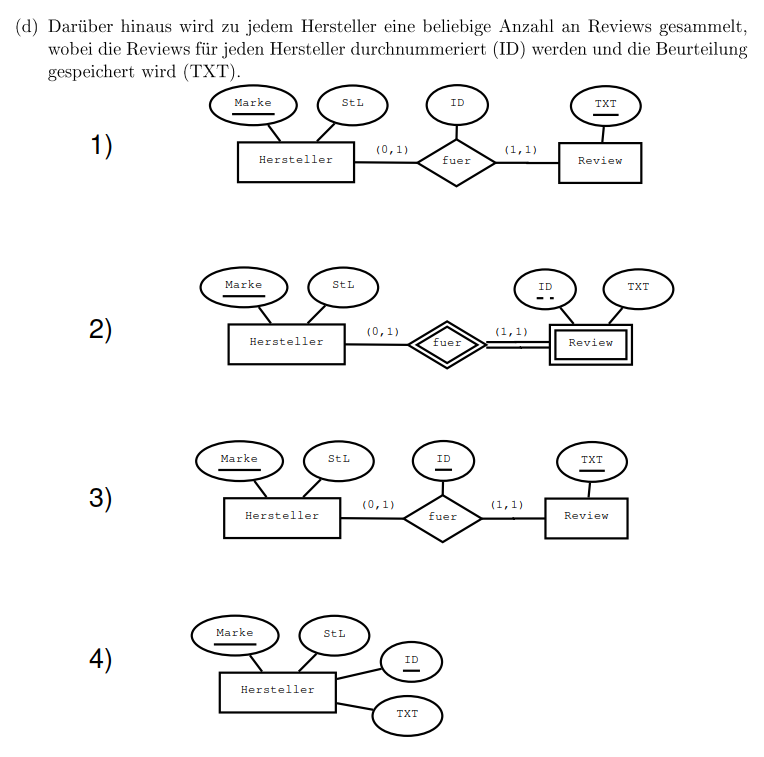 (d) Darüber hinaus wird zu jedem Hersteller eine beliebige Anzahl an Reviews gesammelt,
wobei die Reviews für jeden Hersteller durchnummeriert (ID) werden und die Beurteilung
gespeichert wird (TXT).
Marke StL ID TXT
1) Hersteller (0,1) fuer (1,1) Review
Marke StL ID TXT
2) Hersteller (0,1) fuer (1,1) Review
Marke StL ID TXT
3) Hersteller (0,1) fuer (1,1) Review
Marke StL
4) Hersteller ID
TXT